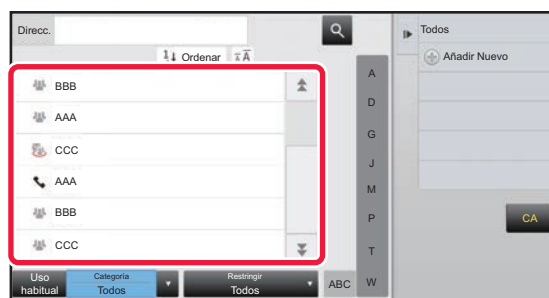 Direcc.
1 Ordenar
A A
BBB
AAA
CCC
AAA
BBB
CCC
A
D
G
J
M
P
T
W
Uso
habitual
Categoría
Todos
Restringir
Todos
ABC
Todos
Añadir Nuevo
CA